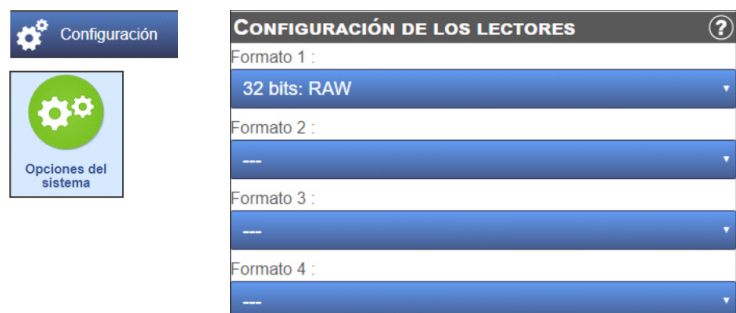 Configuración
Opciones del
sistema
CONFIGURACIÓN DE LOS LECTORES
?
Formato 1 :
32 bits: RAW
Formato 2 :
---
Formato 3 :
---
Formato 4 :
---